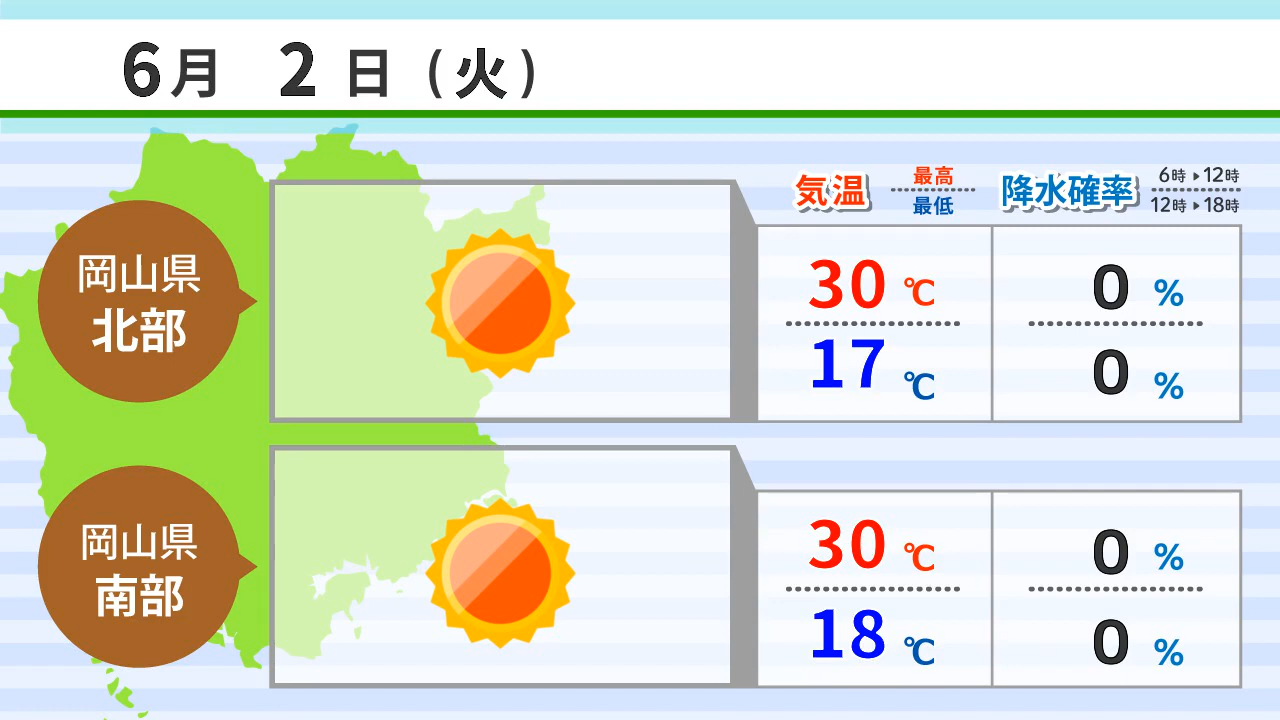 6月 2日(火)
気温 最高 最低
降水確率 6時▶12時 12時▶18時
岡山県
北部
30℃
17℃
0%
0%
岡山県
南部
30℃
18℃
0%
0%